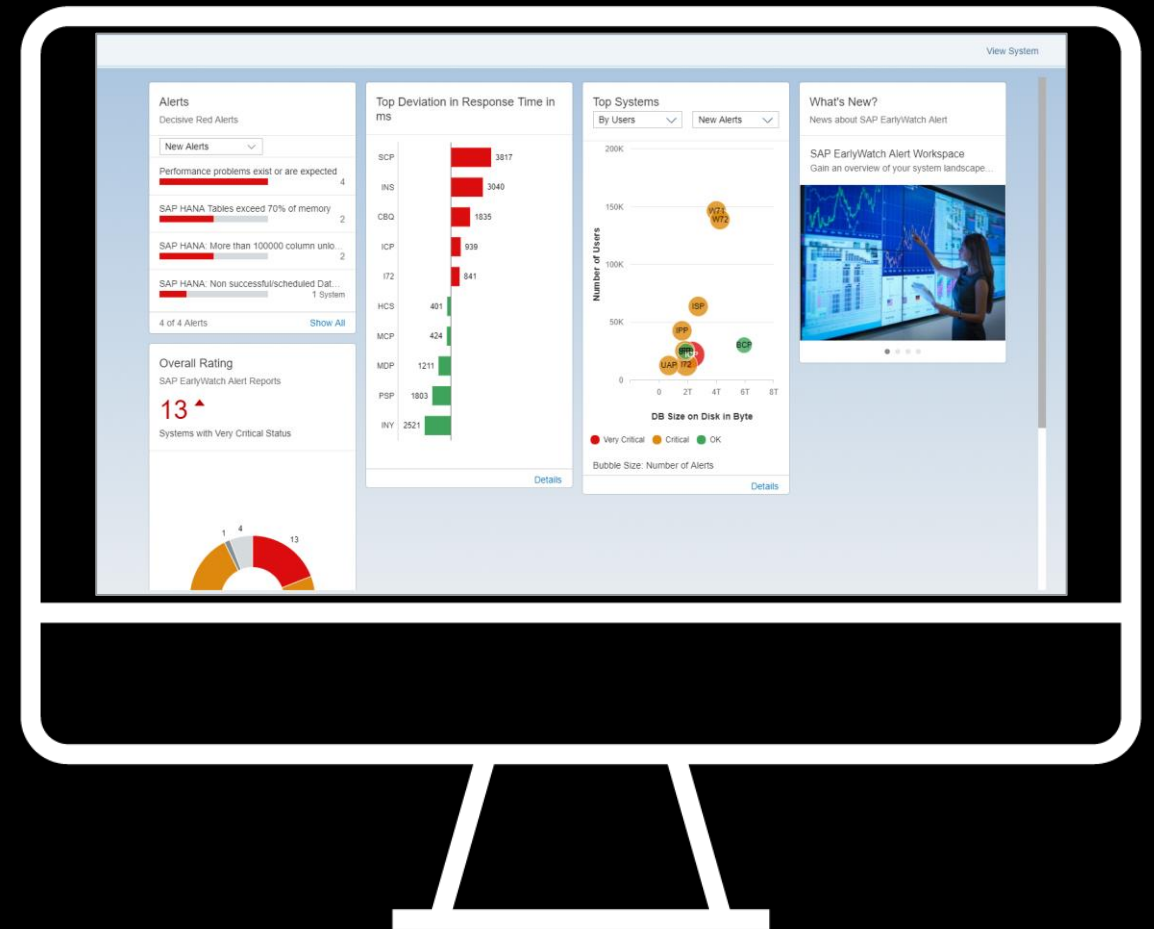 View System
Alerts
Decisive Red Alerts
New Alerts
Performance problems exist or are expected
4
SAP HANA Tables exceed 70% of memory
2
SAP HANA: More than 100000 column unlo...
2
SAP HANA: Non successful/scheduled Dat...
1 System
4 of 4 Alerts Show All
Overall Rating
SAP EarlyWatch Alert Reports
13
Systems with Very Critical Status
1 4 13
Top Deviation in Response Time in
ms
SCP 3817
INS 3040
CBQ 1835
ICP 939
I72 841
HCS 401
MCP 424
MDP 1211
PSP 1803
INY 2521
Details
Top Systems
By Users New Alerts
200K
150K
W71
W72
Number of Users
100K
ISP
50K
IPP
BCP
UAP I72
0
0 2T 4T 6T 8T
DB Size on Disk in Byte
Very Critical Critical OK
Bubble Size: Number of Alerts
Details
What's New?
News about SAP EarlyWatch Alert
SAP EarlyWatch Alert Workspace
Gain an overview of your system landscape...